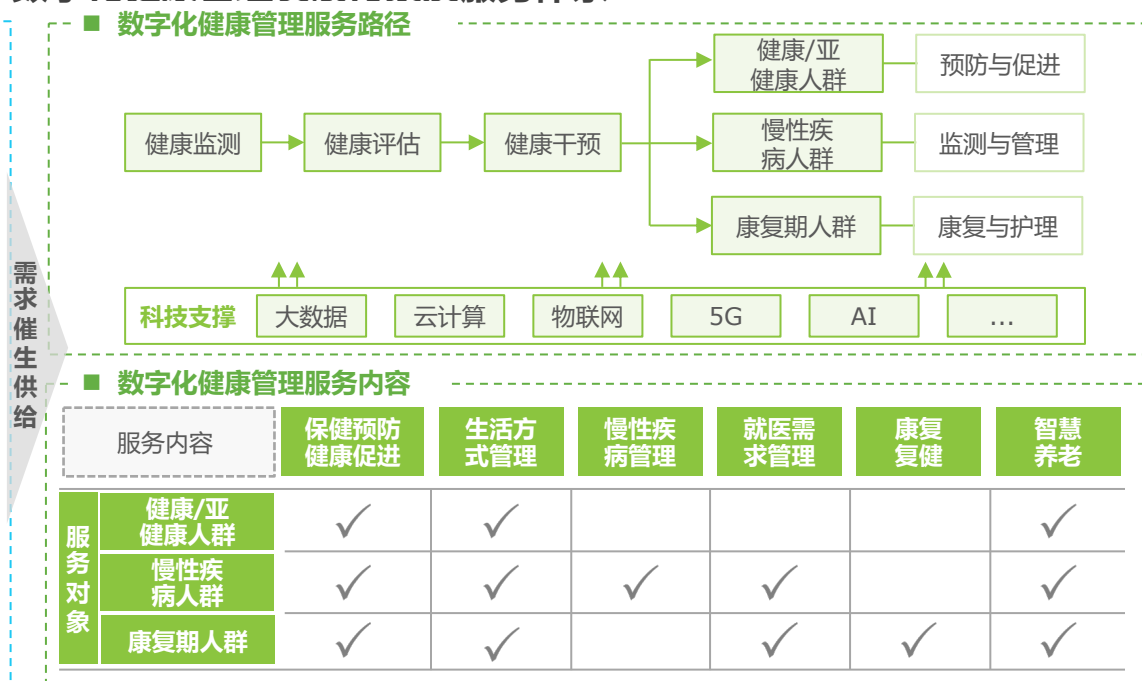 ■ 数字化健康管理服务路径
健康/亚
健康人群
预防与促进
健康监测
健康评估
健康干预
慢性疾
病人群
监测与管理
康复期人群
康复与护理
需求催生供给
科技支撑
大数据
云计算
物联网
5G
AI
...
■ 数字化健康管理服务内容
服务内容
保健预防
健康促进
生活方
式管理
慢性疾
病管理
就医需
求管理
康复
复健
智慧
养老
服务对象
健康/亚
健康人群
✓ ✓ ✓
慢性疾
病人群
✓ ✓ ✓ ✓ ✓
康复期人群
✓ ✓ ✓ ✓ ✓